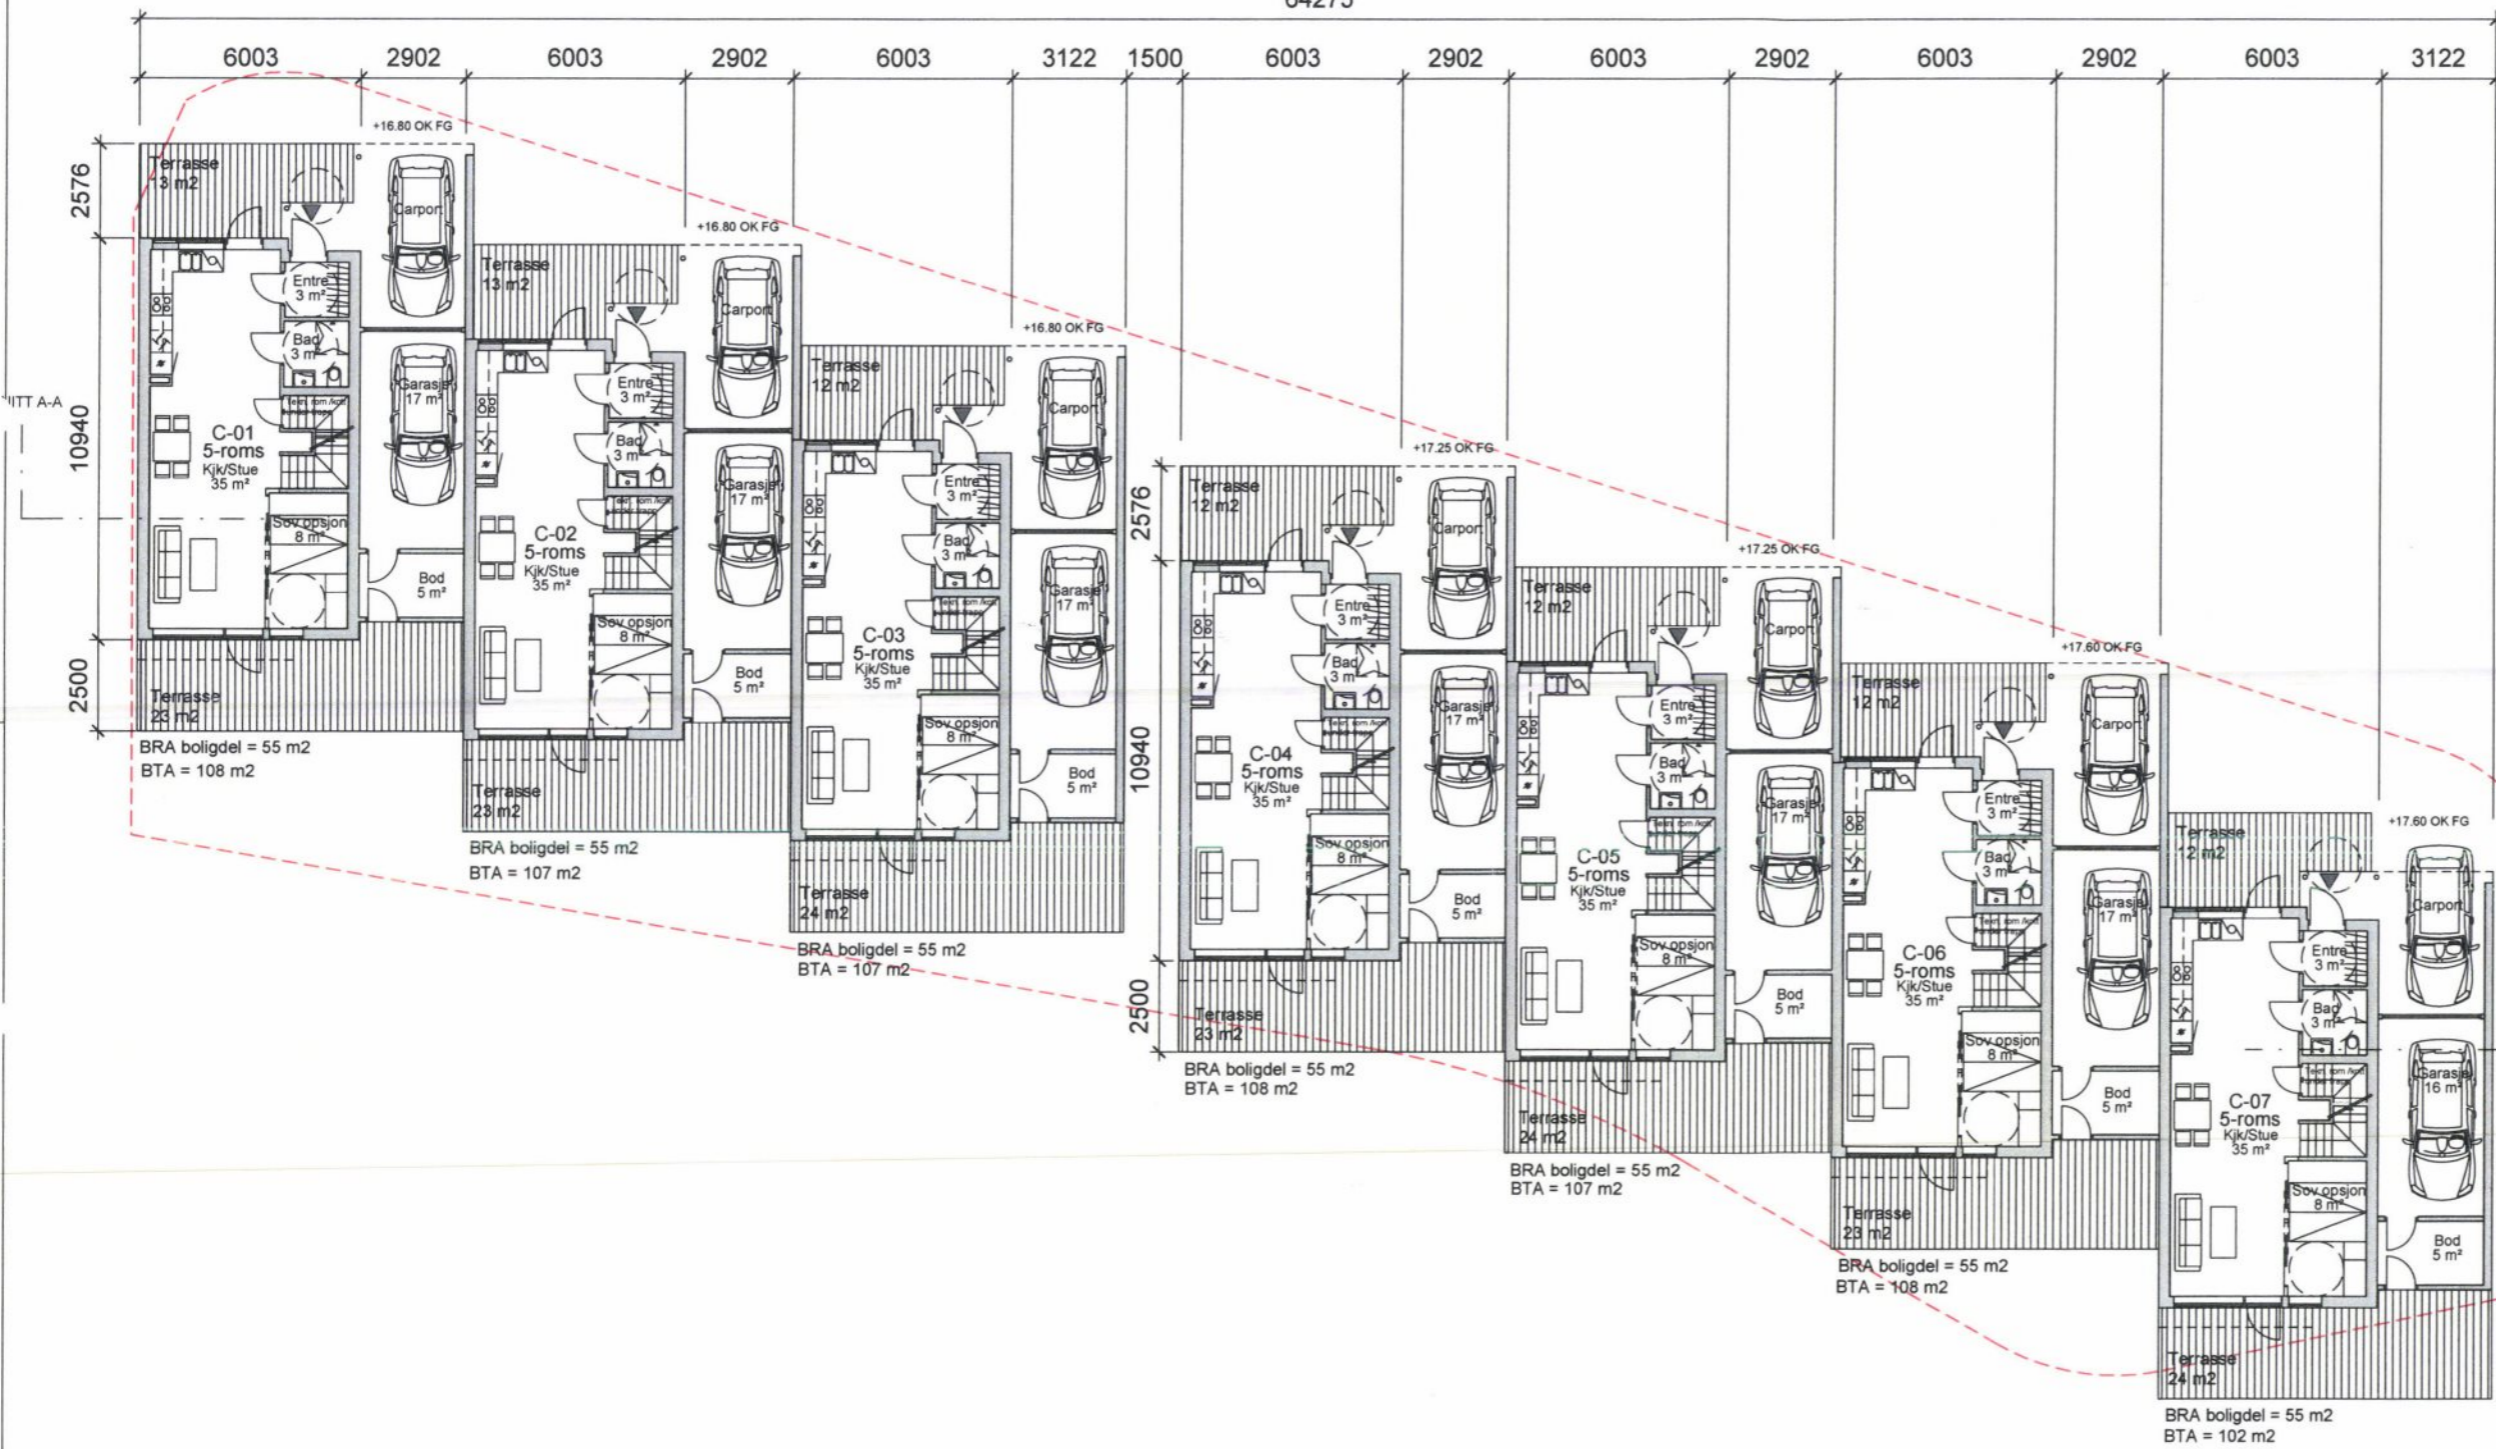 6003 2902 6003 2902 6003 3122 1500 6003 2902 6003 2902 6003 2902 6003 3122
2576
10940
2500
ITT A-A
+16.80 OK FG
Terrasse
13 m2
Carport
Entre
3 m²
Bad
3 m²
Garasje
17 m²
C-01
5-roms
Kjk/Stue
35 m²
Sov opsjon
8 m²
Bod
5 m²
Terrasse
23 m2
BRA boligdel = 55 m2
BTA = 108 m2
+16.80 OK FG
Terrasse
13 m2
Carport
Entre
3 m²
Bad
3 m²
Garasje
17 m²
C-02
5-roms
Kjk/Stue
35 m²
Sov opsjon
8 m²
Bod
5 m²
Terrasse
23 m2
BRA boligdel = 55 m2
BTA = 107 m2
+16.80 OK FG
Terrasse
12 m2
Carport
Entre
3 m²
Bad
3 m²
Garasje
17 m²
C-03
5-roms
Kjk/Stue
35 m²
Sov opsjon
8 m²
Bod
5 m²
Terrasse
24 m2
BRA boligdel = 55 m2
BTA = 107 m2
2576
10940
2500
+17.25 OK FG
Terrasse
12 m2
Carport
Entre
3 m²
Bad
3 m²
Garasje
17 m²
C-04
5-roms
Kjk/Stue
35 m²
Sov opsjon
8 m²
Bod
5 m²
Terrasse
23 m2
BRA boligdel = 55 m2
BTA = 108 m2
+17.25 OK FG
Terrasse
12 m2
Carport
Entre
3 m²
Bad
3 m²
Garasje
17 m²
C-05
5-roms
Kjk/Stue
35 m²
Sov opsjon
8 m²
Bod
5 m²
Terrasse
24 m2
BRA boligdel = 55 m2
BTA = 107 m2
+17.60 OK FG
Terrasse
12 m2
Carport
Entre
3 m²
Bad
3 m²
Garasje
17 m²
C-06
5-roms
Kjk/Stue
35 m²
Sov opsjon
8 m²
Bod
5 m²
Terrasse
23 m2
BRA boligdel = 55 m2
BTA = 108 m2
+17.60 OK FG
Terrasse
12 m2
Carport
Entre
3 m²
Bad
3 m²
Garasje
16 m²
C-07
5-roms
Kjk/Stue
35 m²
Sov opsjon
8 m²
Bod
5 m²
Terrasse
24 m2
BRA boligdel = 55 m2
BTA = 102 m2